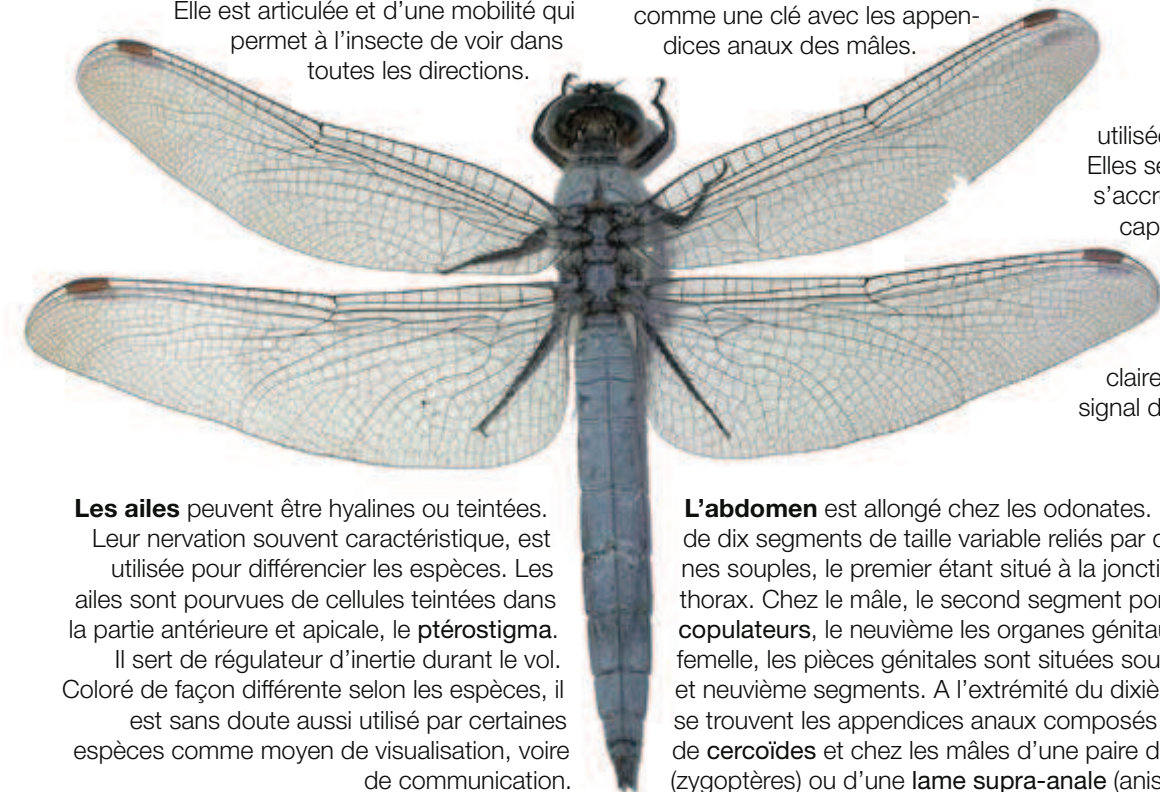 Elle est articulée et d'une mobilité qui
permet à l'insecte de voir dans
toutes les directions.
comme une clé avec les appen-
dices anaux des mâles.
utilisée
Elles se
s'accr
cap
claire
signal d
Les ailes peuvent être hyalines ou teintées.
Leur nervation souvent caractéristique, est
utilisée pour différencier les espèces. Les
ailes sont pourvues de cellules teintées dans
la partie antérieure et apicale, le ptérostigma.
Il sert de régulateur d'inertie durant le vol.
Coloré de façon différente selon les espèces, il
est sans doute aussi utilisé par certaines
espèces comme moyen de visualisation, voire
de communication.
L'abdomen est allongé chez les odonates.
de dix segments de taille variable reliés par
nes souples, le premier étant situé à la joncti
thorax. Chez le mâle, le second segment por
copulateurs, le neuvième les organes génitau
femelle, les pièces génitales sont situées sou
et neuvième segments. A l'extrémité du dixiè
se trouvent les appendices anaux composés
de cercoïdes et chez les mâles d'une paire d
(zygoptères) ou d'une lame supra-anale (anis